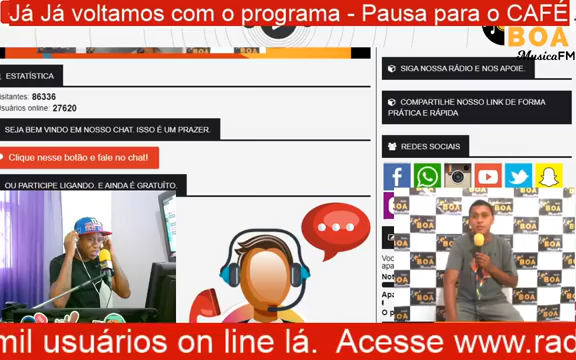 Já Já voltamos com o programa - Pausa para o CAFÉ
BOA
MusicaFM
ESTATÍSTICA
isitantes: 86336
suários online: 27620
SEJA BEM VINDO EM NOSSO CHAT. ISSO É UM PRAZER.
Clique nesse botão e fale no chat!
OU PARTICIPE LIGANDO. E AINDA É GRATUÍTO.
SIGA NOSSA RÁDIO E NOS APOIE.
COMPARTILHE NOSSO LINK DE FORMA
PRÁTICA E RÁPIDA
REDES SOCIAIS
BOA
mil usuários on line lá. Acesse www.rad